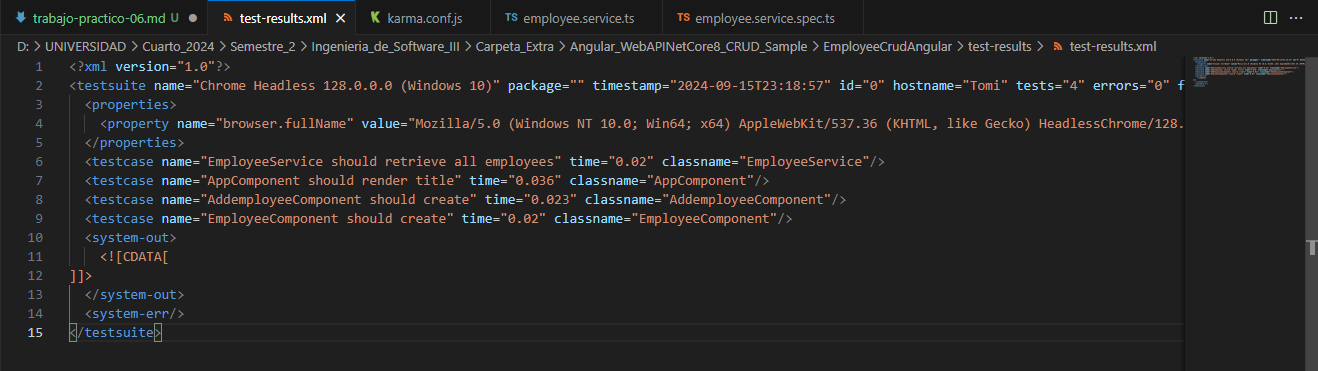 trabajo-practico-06.md U
test-results.xml
karma.conf.js
TS employee.service.ts
TS employee.service.spec.ts
D: > UNIVERSIDAD > Cuarto_2024 > Semestre_2 > Ingenieria_de_Software_III > Carpeta_Extra > Angular_WebAPINetCore8_CRUD_Sample > EmployeeCrudAngular > test-results > test-results.xml
1 <?xml version="1.0"?>
2 <testsuite name="Chrome Headless 128.0.0.0 (Windows 10)" package="" timestamp="2024-09-15T23:18:57" id="0" hostname="Tomi" tests="4" errors="0" f
3 <properties>
4 <property name="browser.fullName" value="Mozilla/5.0 (Windows NT 10.0; Win64; x64) AppleWebKit/537.36 (KHTML, like Gecko) HeadlessChrome/128.
5 </properties>
6 <testcase name="EmployeeService should retrieve all employees" time="0.02" classname="EmployeeService"/>
7 <testcase name="AppComponent should render title" time="0.036" classname="AppComponent"/>
8 <testcase name="AddemployeeComponent should create" time="0.023" classname="AddemployeeComponent"/>
9 <testcase name="EmployeeComponent should create" time="0.02" classname="EmployeeComponent"/>
10 <system-out>
11 <![CDATA[
12 ]]>
13 </system-out>
14 <system-err/>
15 </testsuite>